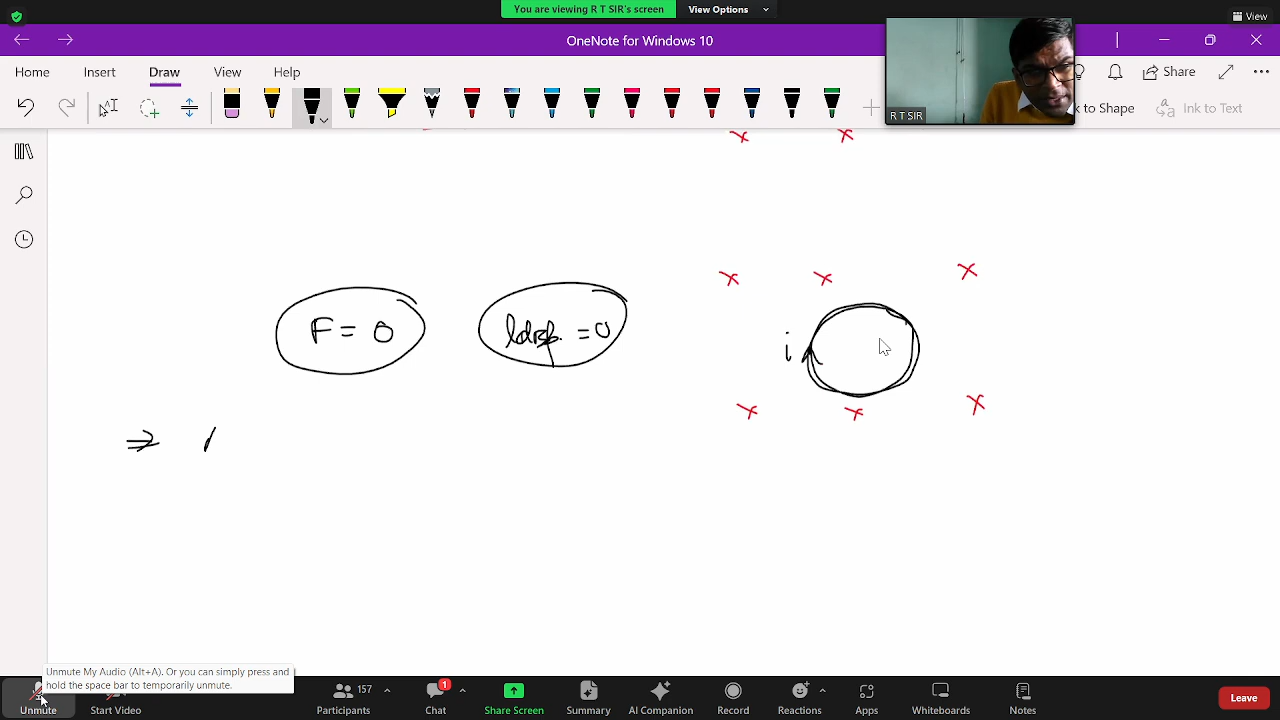 You are viewing R T SIR's screen
View Options
View
OneNote for Windows 10
Home
Insert
Draw
View
Help
Share
k to Shape
Ink to Text
R T SIR
x x
x x x
F = 0
ldisp. = 0
i
x x x
⇒
Unmute My Audio (Alt+A). Or you can simply press and
hold the space bar to temporarily unmute.
Unmute
Start Video
157
Participants
1
Chat
Share Screen
Summary
AI Companion
Record
Reactions
Apps
Whiteboards
Notes
Leave